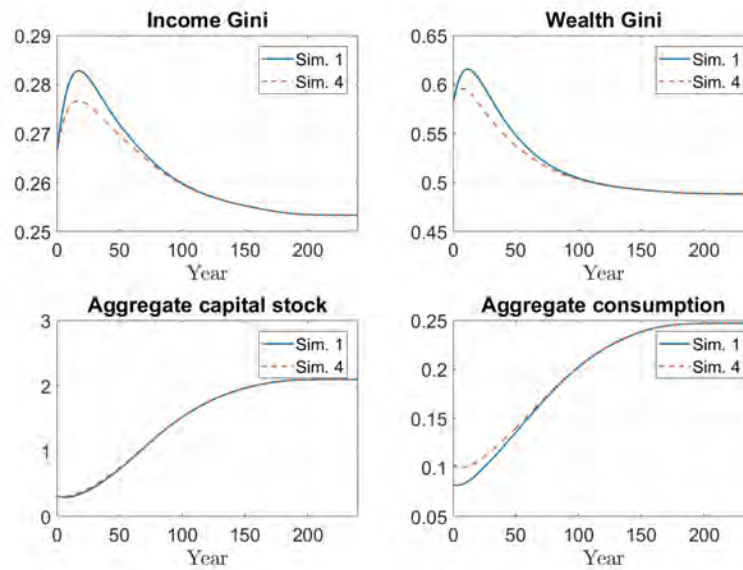 Income Gini
0.29
0.28
0.27
0.26
0.25
0 50 100 150 200
Year
Sim. 1
Sim. 4
Wealth Gini
0.65
0.6
0.55
0.5
0.45
0 50 100 150 200
Year
Sim. 1
Sim. 4
Aggregate capital stock
3
2
1
0
0 50 100 150 200
Year
Sim. 1
Sim. 4
Aggregate consumption
0.25
0.2
0.15
0.1
0.05
0 50 100 150 200
Year
Sim. 1
Sim. 4